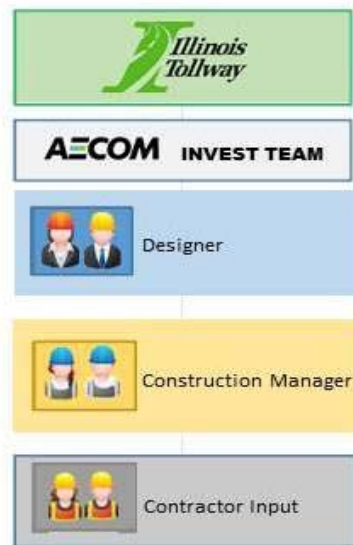 Illinois
Tollway
AECOM INVEST TEAM
Designer
Construction Manager
Contractor Input